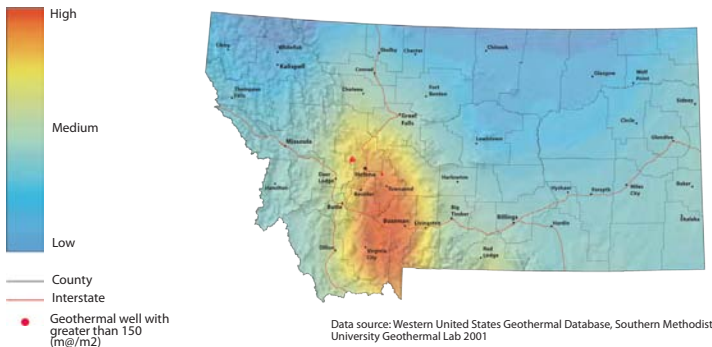 High
Medium
Low
County
Interstate
Geothermal well with
greater than 150
(m@/m2)
Libby
Whitefish
Kalispell
Thompson
Falls
Missoula
Hamilton
Shelby
Chester
Conrad
Choteau
Fort
Benton
Great
Falls
Chinook
Glasgow
Wolf
Point
Sidney
Circle
Glendive
Lewistown
Deer
Lodge
Helena
Boulder
Townsend
Harlowton
Butte
Bozeman
Livingston
Big
Timber
Billings
Hysham
Forsyth
Miles
City
Baker
Ekalaka
Hardin
Dillon
Virginia
City
Red
Lodge
Data source: Western United States Geothermal Database, Southern Methodist
University Geothermal Lab 2001